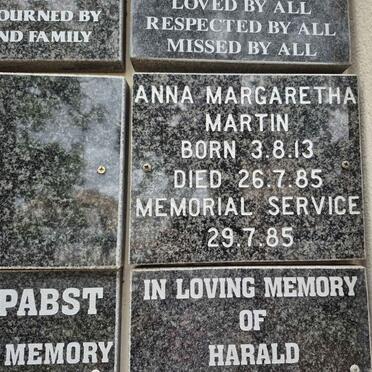 OURNED BY
ND FAMILY
LOVED BY ALL
RESPECTED BY ALL
MISSED BY ALL
ANNA MARGARETHA
MARTIN
BORN 3.8.13
DIED 26.7.85
MEMORIAL SERVICE
29.7.85
PABST
MEMORY
IN LOVING MEMORY
OF
HARALD